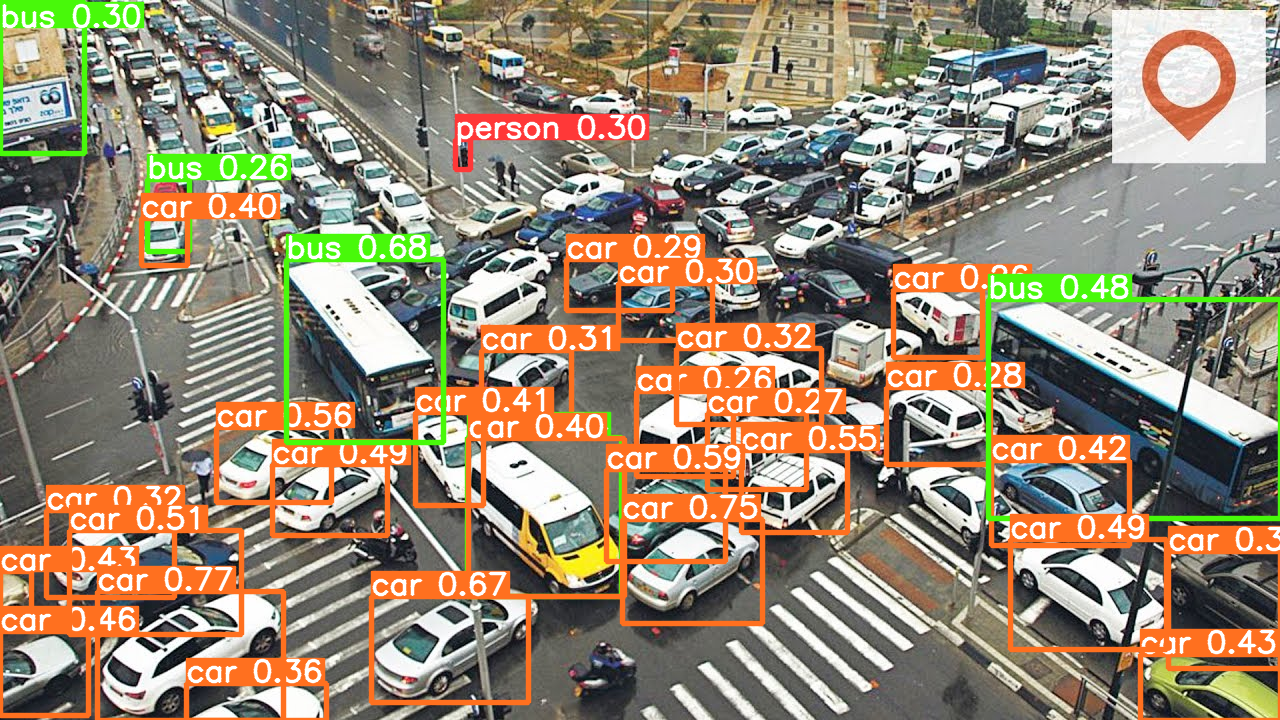 bus 0.30
person 0.30
bus 0.26
car 0.40
bus 0.68
car 0.29
car 0.30
bus 0.48
car 0.31
car 0.32
car 0.26
car 0.28
car 0.27
car 0.41
car 0.56
car 0.40
car 0.55
car 0.49
car 0.59
car 0.42
car 0.32
car 0.75
car 0.51
car 0.49
car 0.43
car 0.77
car 0.67
car 0.46
car 0.43
car 0.36